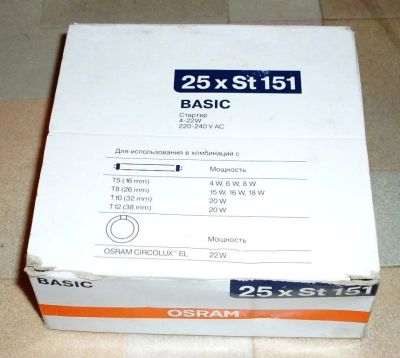 25 x St 151
BASIC
Стартер
4-22W
220-240 V AC
Для использования в комбинации с
Мощность
T5 (16 mm) 4 W, 6 W, 8 W
T8 (26 mm) 15 W, 16 W, 18 W
T10 (32 mm) 20 W
T12 (38 mm) 20 W
Мощность
OSRAM CIRCOLUX™ EL 22 W
BASIC
25 x St 151
OSRAM